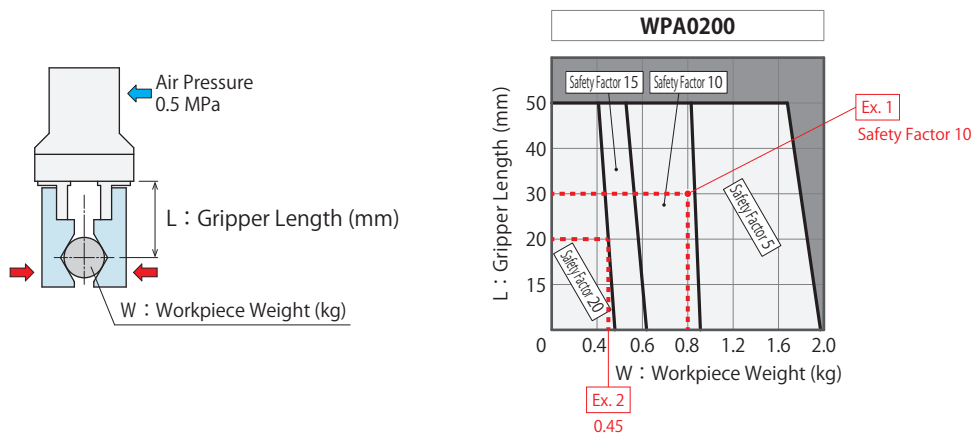 Air Pressure
0.5 MPa
L：Gripper Length (mm)
W：Workpiece Weight (kg)
WPA0200
L：Gripper Length (mm)
50
40
30
20
15
Safety Factor 15
Safety Factor 10
Safety Factor 5
Safety Factor 20
Ex. 1
Safety Factor 10
0 0.4 0.6 0.8 1.2 1.6 2.0
W：Workpiece Weight (kg)
Ex. 2
0.45